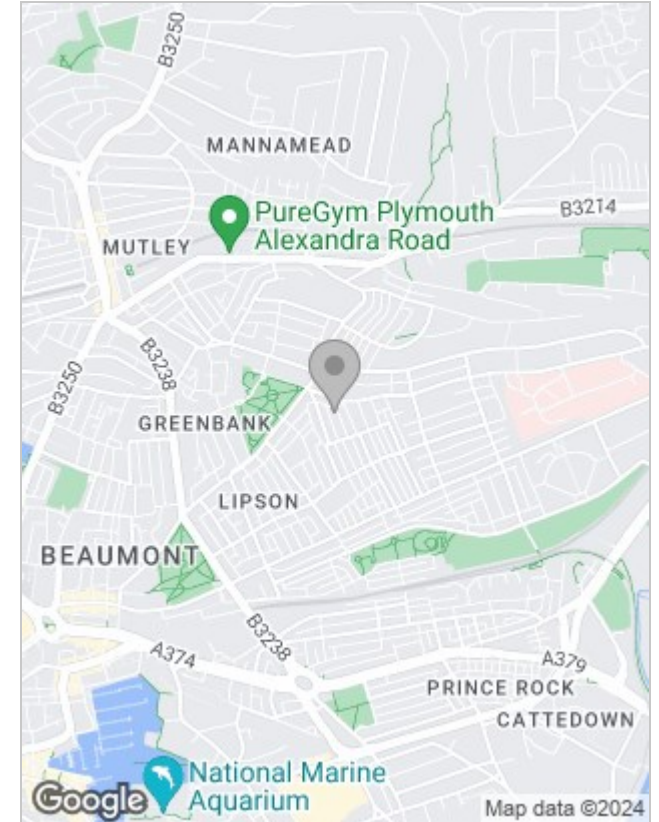 B3250
MANNAMEAD
PureGym Plymouth
Alexandra Road
B3214
MUTLEY
B3250
B3238
GREENBANK
LIPSON
BEAUMONT
B3238
A374
A379
PRINCE ROCK
CATTEDOWN
National Marine
Aquarium
Google
Map data ©2024